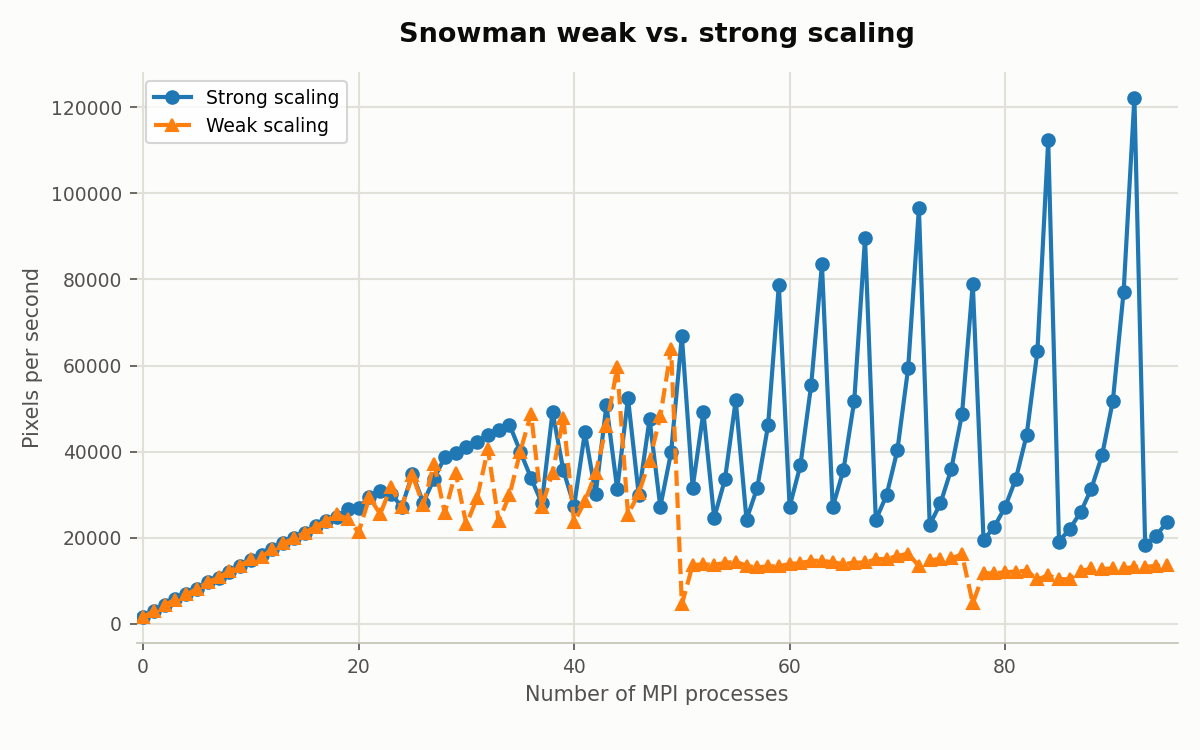 Snowman weak vs. strong scaling
Strong scaling
Weak scaling
Pixels per second
120000
100000
80000
60000
40000
20000
0
0 20 40 60 80
Number of MPI processes